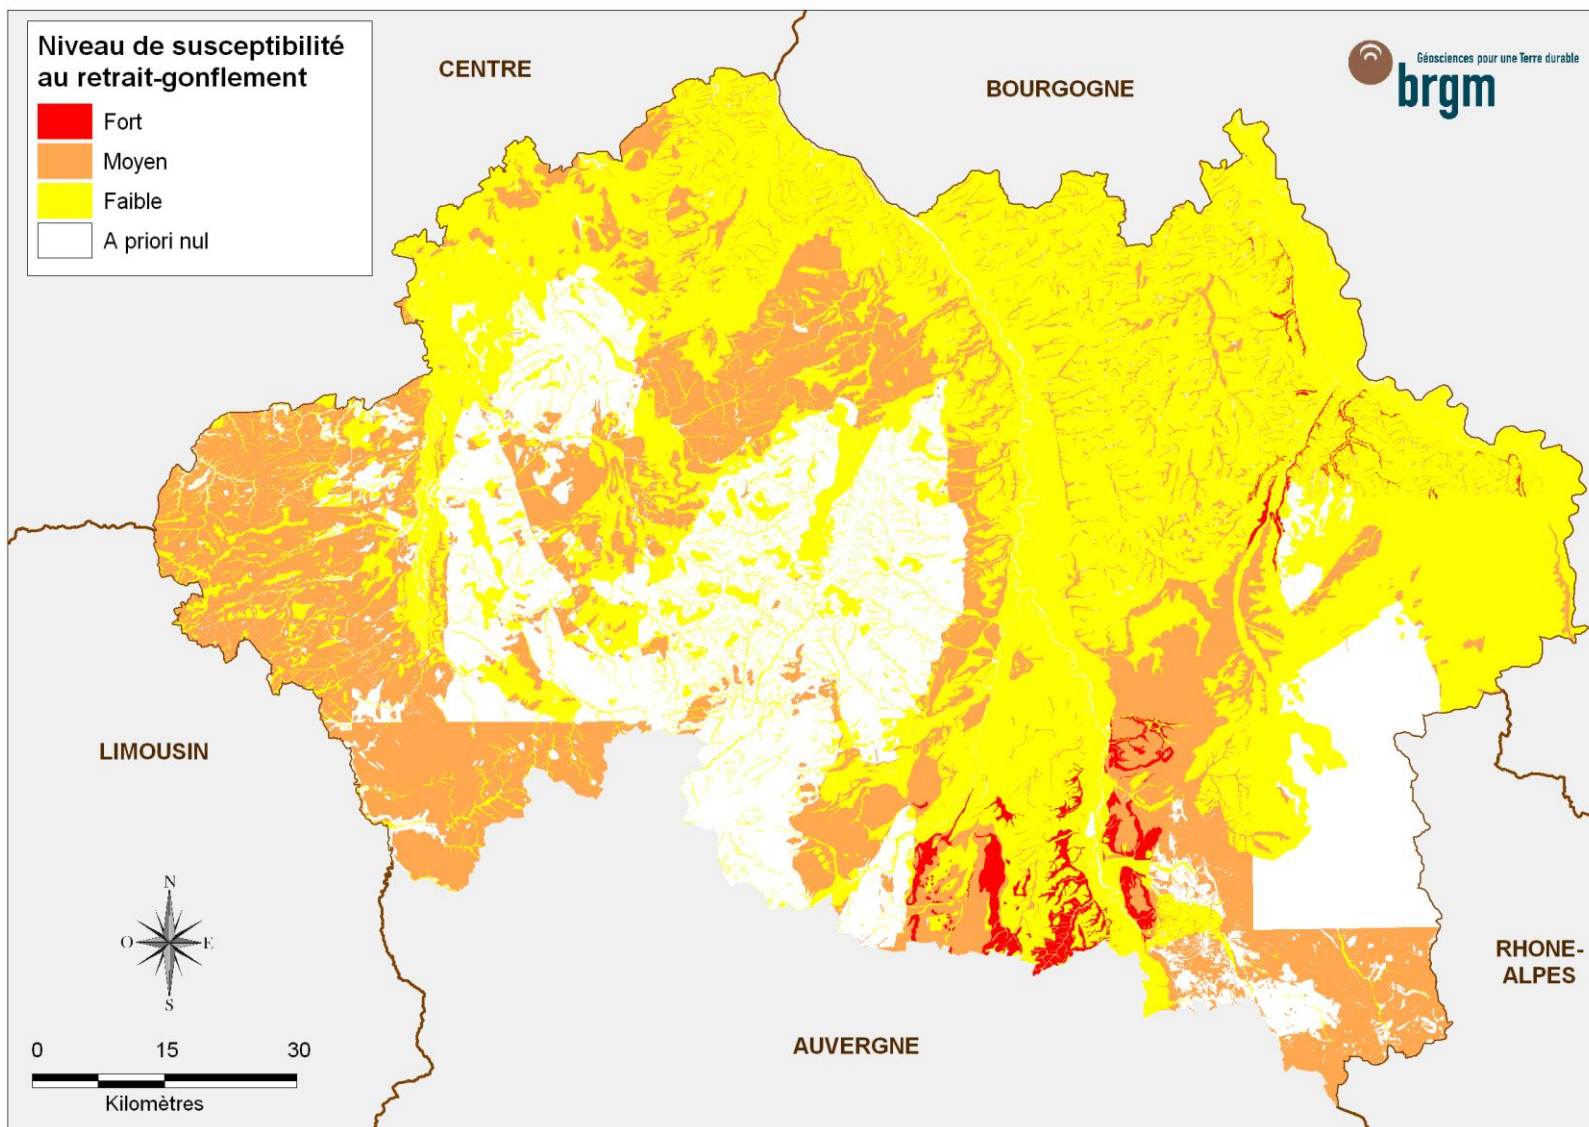 Niveau de susceptibilité
au retrait-gonflement
Fort
Moyen
Faible
A priori nul
CENTRE
BOURGOGNE
Géosciences pour une Terre durable
brgm
LIMOUSIN
AUVERGNE
RHONE-
ALPES
N
O
E
S
0 15 30
Kilomètres